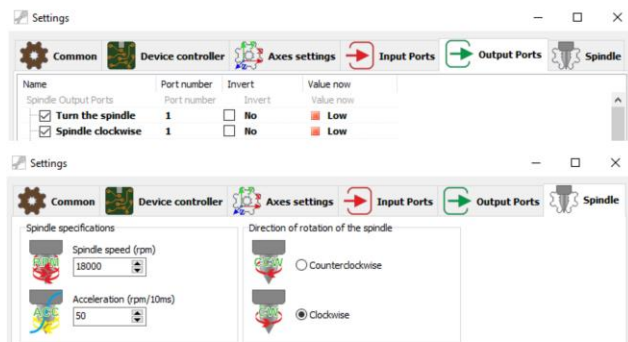 Settings
Common Device controller Axes settings Input Ports Output Ports Spindle
Name Port number Invert Value now
Spindle Output Ports Port number Invert Value now
Turn the spindle 1 No Low
Spindle clockwise 1 No Low
Settings
Common Device controller Axes settings Input Ports Output Ports Spindle
Spindle specifications Direction of rotation of the spindle
Spindle speed (rpm)
18000
Counterclockwise
Acceleration (rpm/10ms)
50
Clockwise